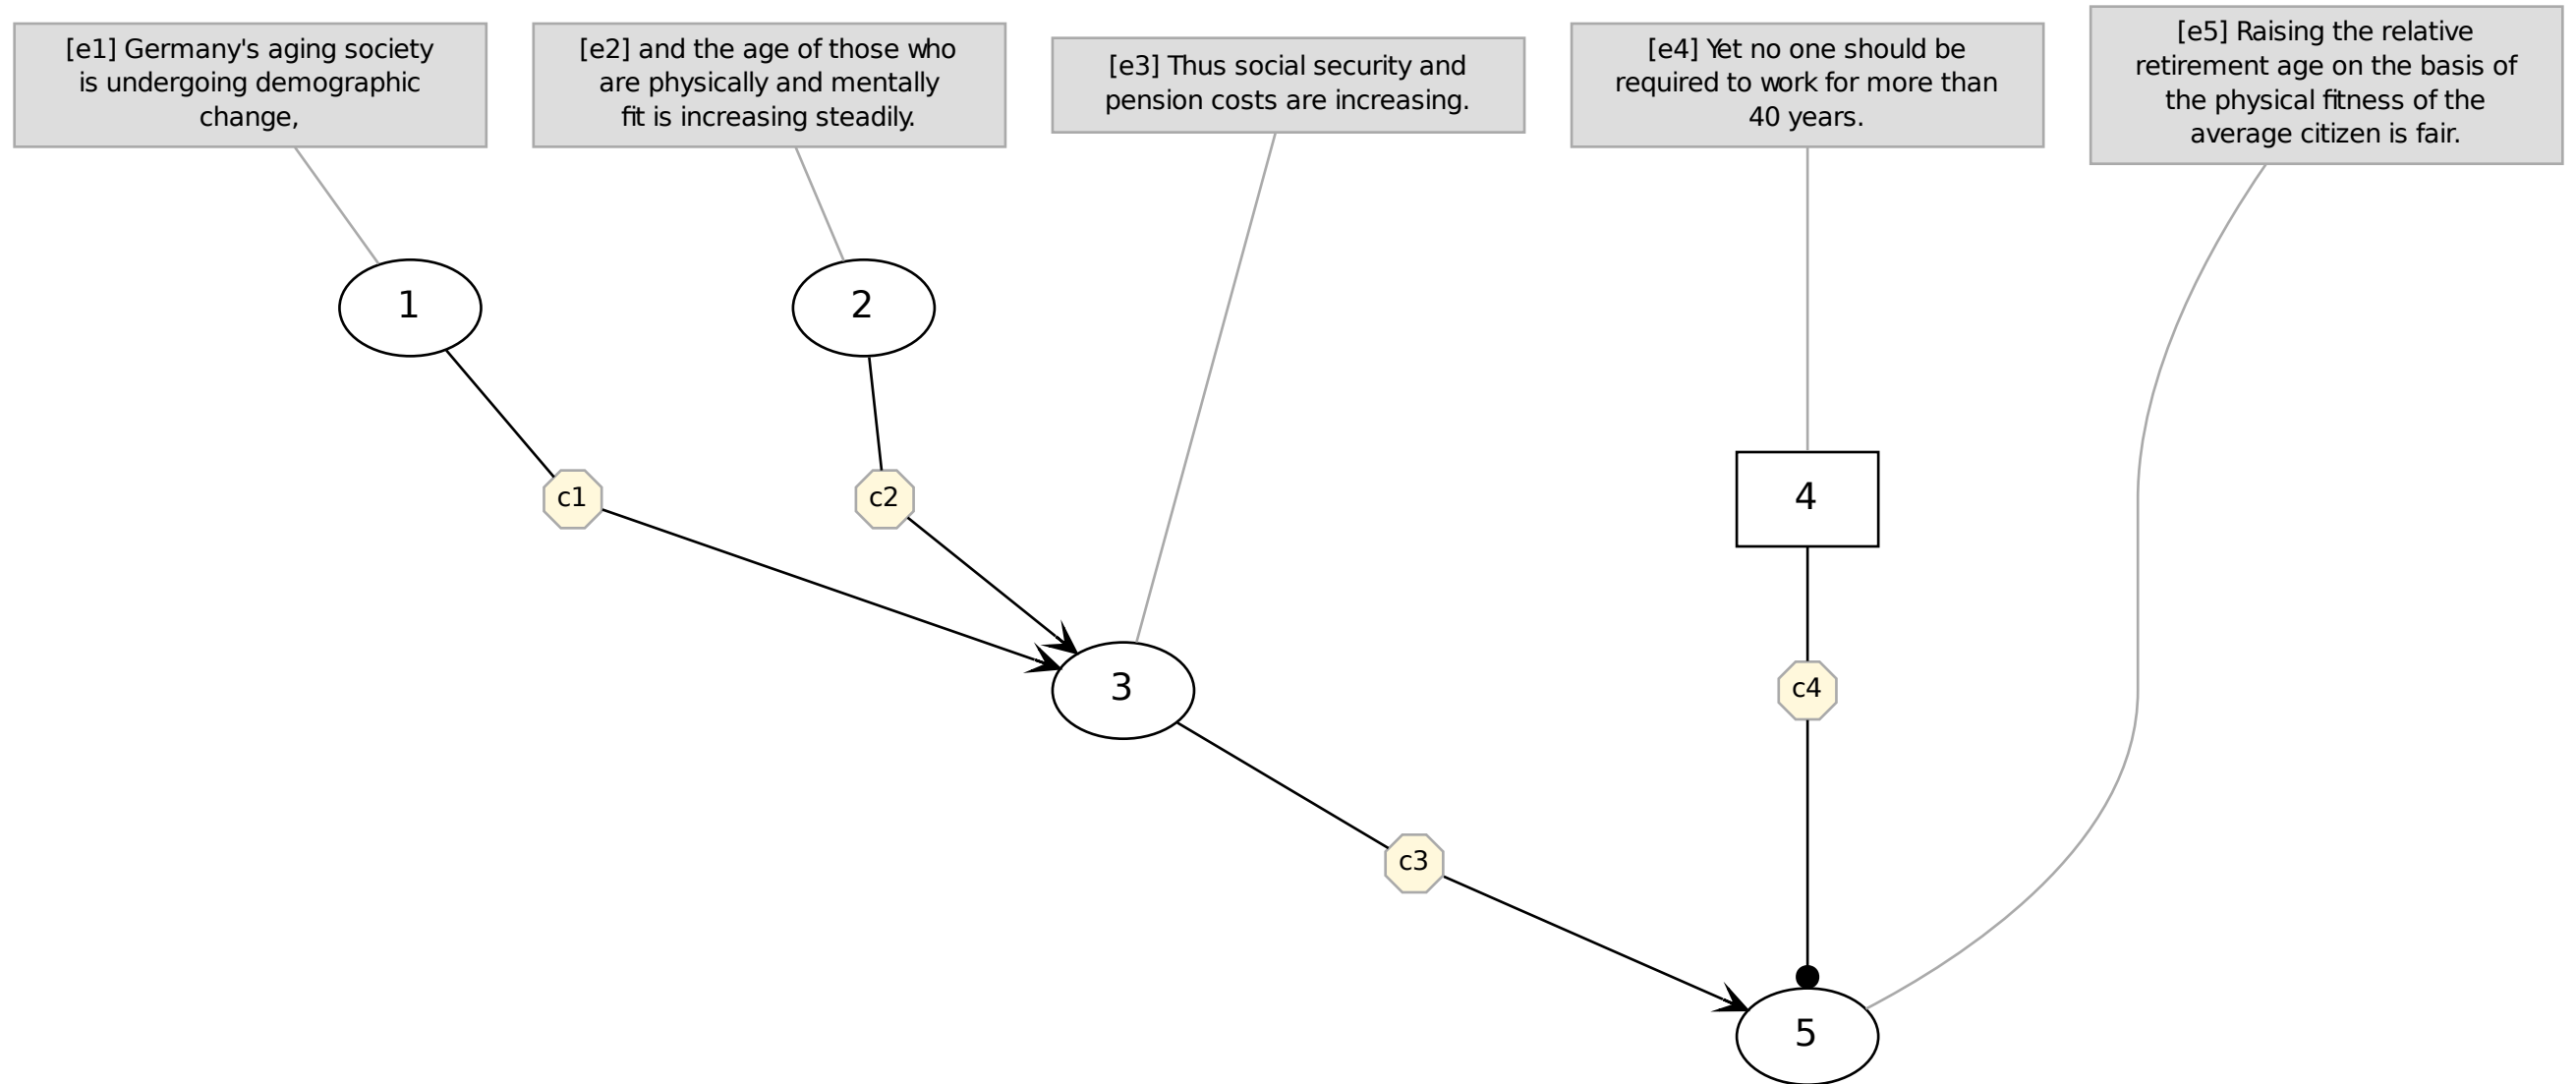 [e1] Germany's aging society
is undergoing demographic
change,
[e2] and the age of those who
are physically and mentally
fit is increasing steadily.
[e3] Thus social security and
pension costs are increasing.
[e4] Yet no one should be
required to work for more than
40 years.
[e5] Raising the relative
retirement age on the basis of
the physical fitness of the
average citizen is fair.
1
2
c1
c2
4
3
c4
c3
5